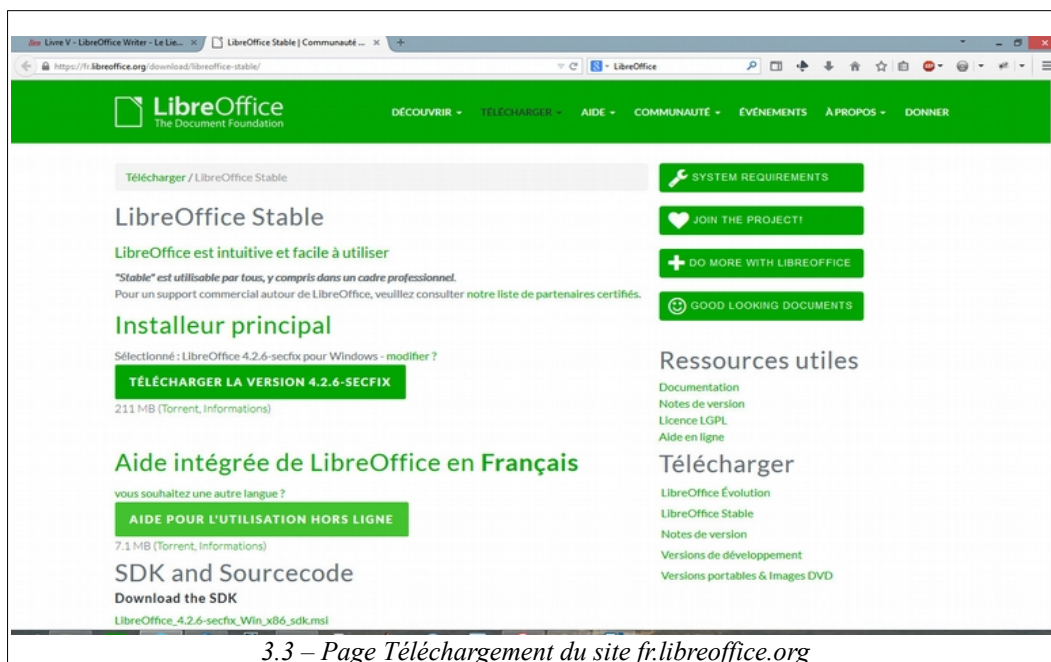 Livre V - LibreOffice Writer - Le Lie...
LibreOffice Stable | Communauté ...
https://fr.libreoffice.org/download/libreoffice-stable/
LibreOffice
LibreOffice
The Document Foundation
DÉCOUVRIR
TÉLÉCHARGER
AIDE
COMMUNAUTÉ
ÉVÉNEMENTS
À PROPOS
DONNER
Télécharger / LibreOffice Stable
LibreOffice Stable
LibreOffice est intuitive et facile à utiliser
"Stable" est utilisable par tous, y compris dans un cadre professionnel.
Pour un support commercial autour de LibreOffice, veuillez consulter notre liste de partenaires certifiés.
Installeur principal
Sélectionné : LibreOffice 4.2.6-secfix pour Windows - modifier ?
TÉLÉCHARGER LA VERSION 4.2.6-SECFIX
211 MB (Torrent, Informations)
Aide intégrée de LibreOffice en Français
vous souhaitez une autre langue ?
AIDE POUR L'UTILISATION HORS LIGNE
7.1 MB (Torrent, Informations)
SDK and Sourcecode
Download the SDK
LibreOffice_4.2.6-secfix_Win_x86_sdk.msi
SYSTEM REQUIREMENTS
JOIN THE PROJECT!
DO MORE WITH LIBREOFFICE
GOOD LOOKING DOCUMENTS
Ressources utiles
Documentation
Notes de version
Licence LGPL
Aide en ligne
Télécharger
LibreOffice Évolution
LibreOffice Stable
Notes de version
Versions de développement
Versions portables & Images DVD
3.3 – Page Téléchargement du site fr.libreoffice.org